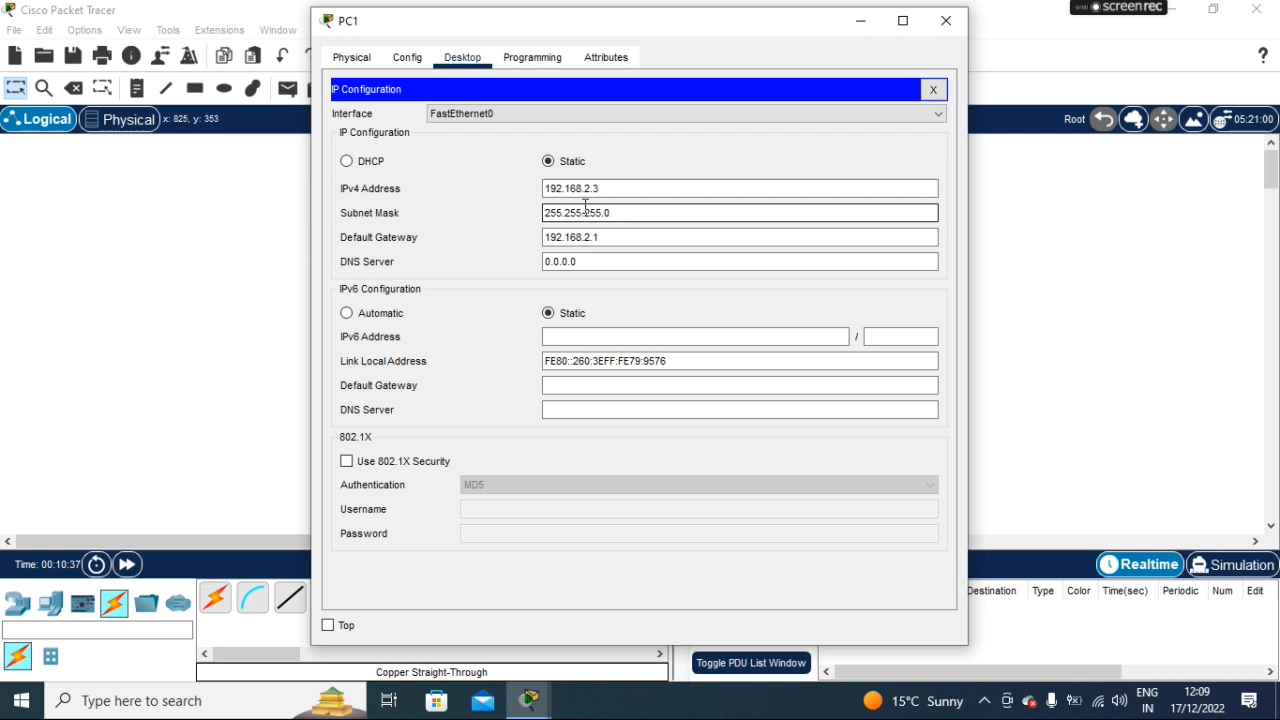 Cisco Packet Tracer
PC1
screenrec
File Edit Options View Tools Extensions Window
Physical Config Desktop Programming Attributes
IP Configuration
X
Logical
Physical
x: 825, y: 353
Root
05:21:00
Interface
FastEthernet0
IP Configuration
DHCP
Static
IPv4 Address
192.168.2.3
Subnet Mask
255.255.255.0
Default Gateway
192.168.2.1
DNS Server
0.0.0.0
IPv6 Configuration
Automatic
Static
IPv6 Address
/
Link Local Address
FE80::260:3EFF:FE79:9576
Default Gateway
DNS Server
802.1X
Use 802.1X Security
Authentication
MD5
Username
Password
Top
Time: 00:10:37
Realtime
Simulation
Destination Type Color Time(sec) Periodic Num Edit
Toggle PDU List Window
Copper Straight-Through
Type here to search
15°C Sunny
ENG
IN
12:09
17/12/2022